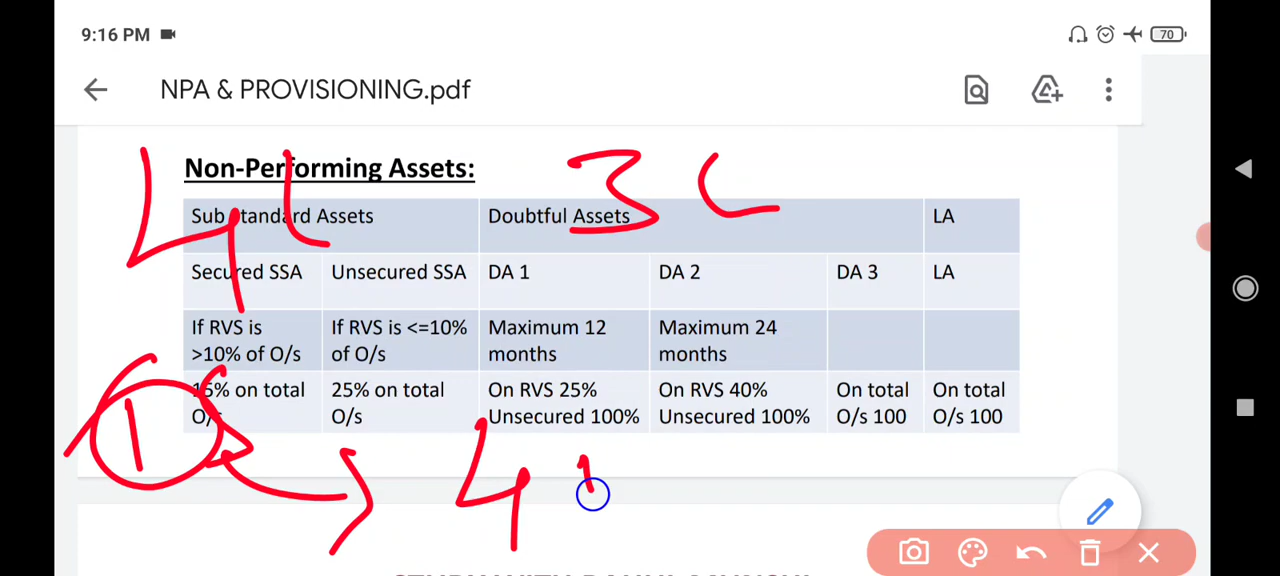 9:16 PM
70
NPA & PROVISIONING.pdf
Non-Performing Assets:
3
4
Sub standard Assets
Doubtful Assets
LA
Secured SSA
Unsecured SSA
DA 1
DA 2
DA 3
LA
If RVS is
>10% of O/s
If RVS is <=10%
of O/s
Maximum 12
months
Maximum 24
months
15% on total
O/s
25% on total
O/s
On RVS 25%
Unsecured 100%
On RVS 40%
Unsecured 100%
On total
O/s 100
On total
O/s 100
1
4